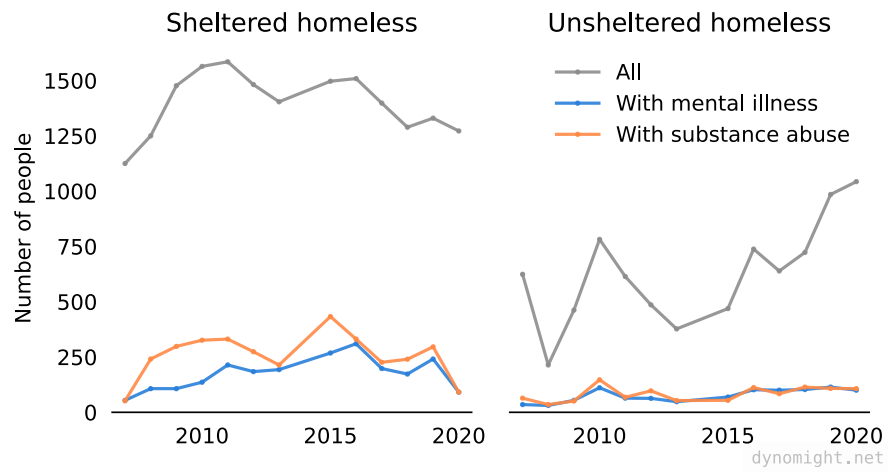 Sheltered homeless
Unsheltered homeless
All
With mental illness
With substance abuse
Number of people
1500
1250
1000
750
500
250
0
2010 2015 2020
2010 2015 2020
dynomight.net